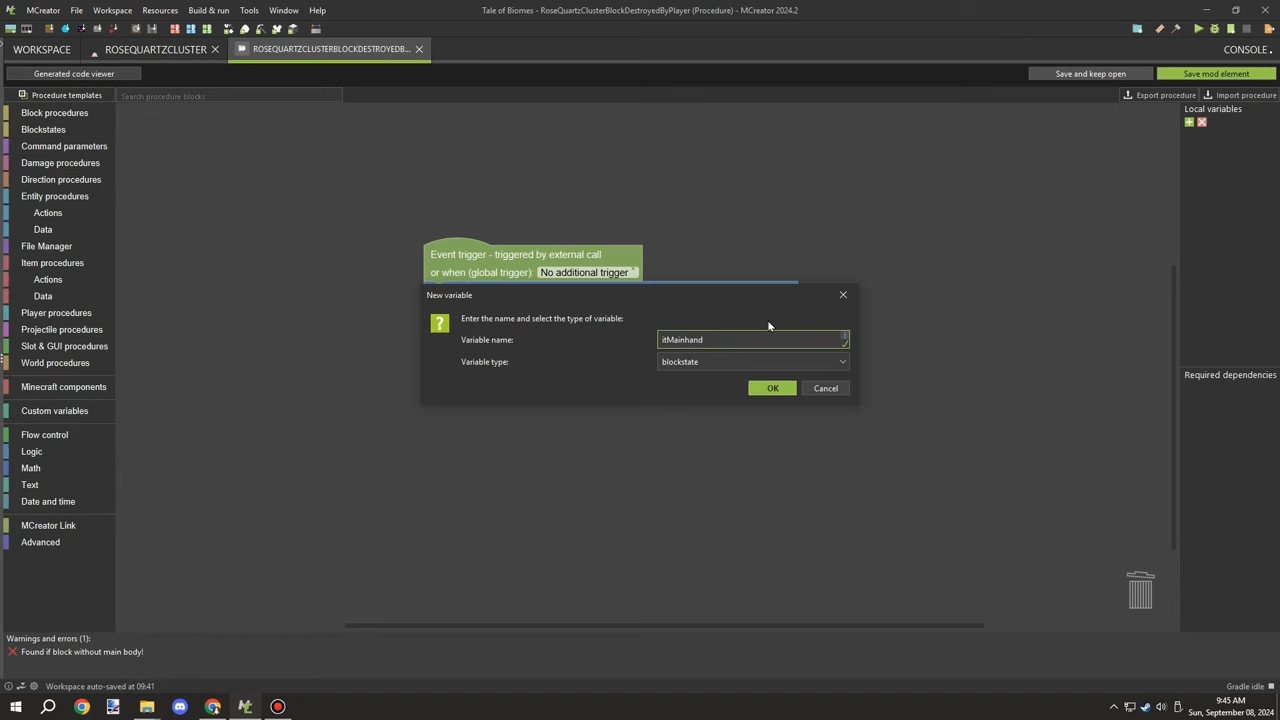 MCreator File Workspace Resources Build & run Tools Window Help
Tale of Biomes - RoseQuartzClusterBlockDestroyedByPlayer (Procedure) - MCreator 2024.2
WORKSPACE
ROSEQUARTZCLUSTER
ROSEQUARTZCLUSTERBLOCKDESTROYEDB...
CONSOLE
Generated code viewer
Save and keep open
Save mod element
Procedure templates
Search procedure blocks
Export procedure
Import procedure
Block procedures
Blockstates
Command parameters
Damage procedures
Direction procedures
Entity procedures
Actions
Data
File Manager
Item procedures
Actions
Data
Player procedures
Projectile procedures
Slot & GUI procedures
World procedures
Minecraft components
Custom variables
Flow control
Logic
Math
Text
Date and time
MCreator Link
Advanced
Event trigger - triggered by external call
or when (global trigger): No additional trigger
New variable
Enter the name and select the type of variable:
Variable name: itMainhand
Variable type: blockstate
OK Cancel
Local variables
Required dependencies
Warnings and errors (1):
Found if block without main body!
Workspace auto-saved at 09:41
Gradle idle
9:45 AM
Sun, September 08, 2024